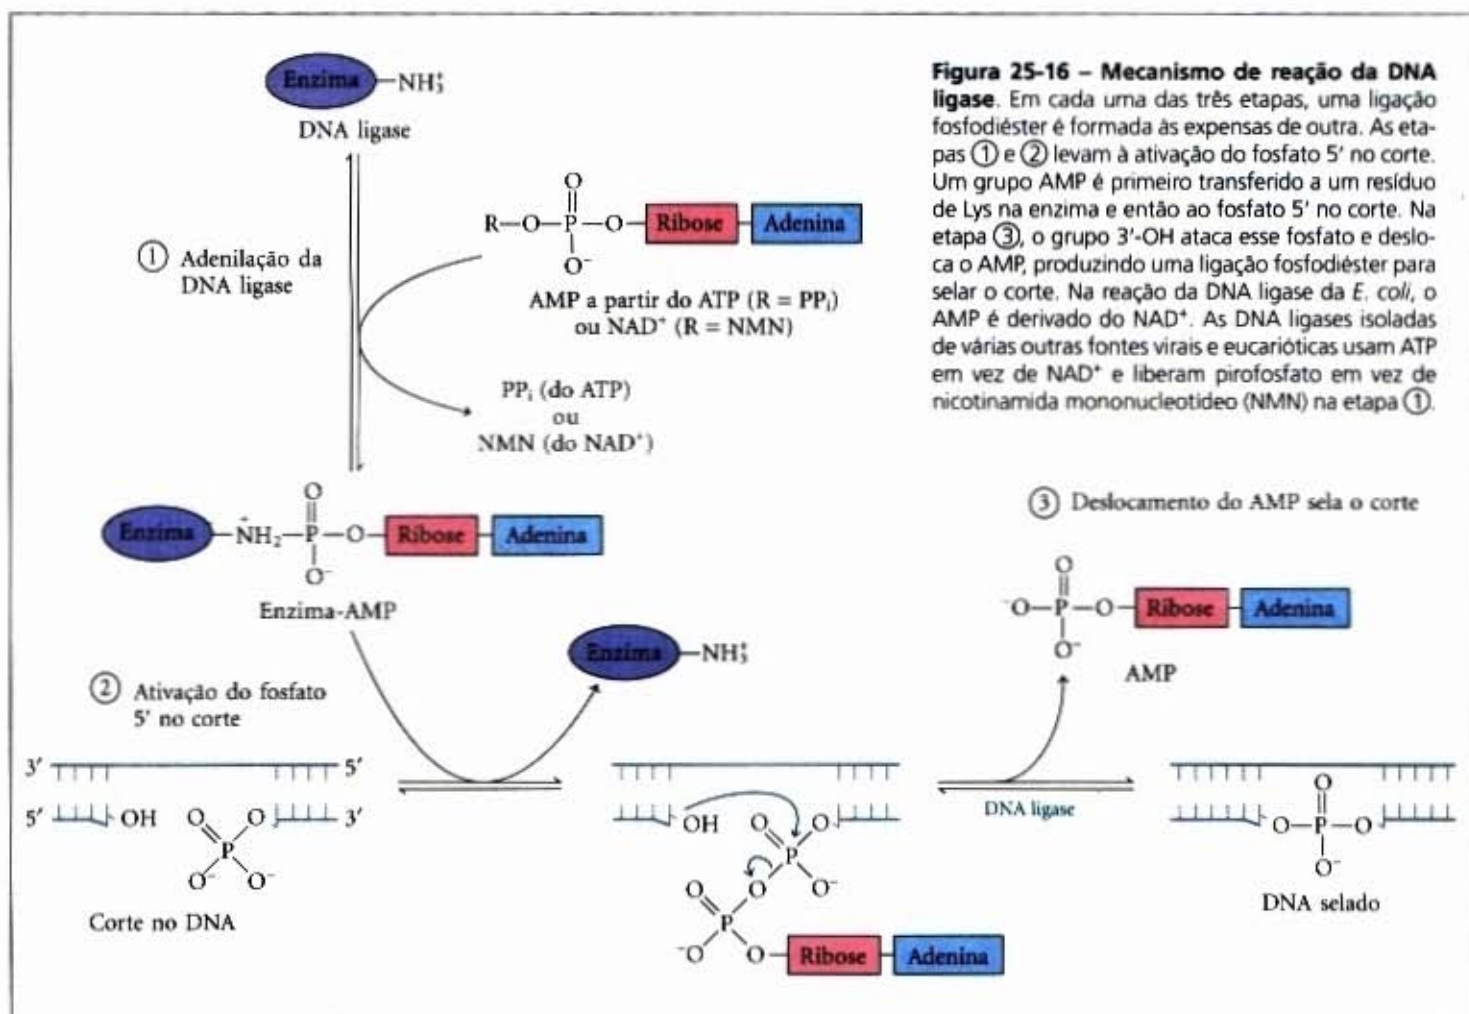 Enzima
NH₃⁺
DNA ligase
Figura 25-16 – Mecanismo de reação da DNA
ligase. Em cada uma das três etapas, uma ligação
fosfodiéster é formada às expensas de outra. As eta-
pas ① e ② levam à ativação do fosfato 5′ no corte.
Um grupo AMP é primeiro transferido a um resíduo
de Lys na enzima e então ao fosfato 5′ no corte. Na
etapa ③, o grupo 3′-OH ataca esse fosfato e deslo-
ca o AMP, produzindo uma ligação fosfodiéster para
selar o corte. Na reação da DNA ligase da E. coli, o
AMP é derivado do NAD⁺. As DNA ligases isoladas
de várias outras fontes virais e eucarióticas usam ATP
em vez de NAD⁺ e liberam pirofosfato em vez de
nicotinamida mononucleotídeo (NMN) na etapa ①.
① Adenilação da
DNA ligase
O
R—O—P—O—Ribose—Adenina
O⁻
AMP a partir do ATP (R = PPᵢ)
ou NAD⁺ (R = NMN)
PPᵢ (do ATP)
ou
NMN (do NAD⁺)
O
Enzima—N⁺H₂—P—O—Ribose—Adenina
O⁻
Enzima-AMP
③ Deslocamento do AMP sela o corte
O
⁻O—P—O—Ribose—Adenina
O⁻
AMP
Enzima—NH₃⁺
② Ativação do fosfato
5′ no corte
3′ 5′
5′ OH O O 3′
P
O⁻ O⁻
Corte no DNA
OH O O
P
O O⁻
O
P
⁻O O—Ribose—Adenina
DNA ligase
O
O—P—O
O⁻
DNA selado